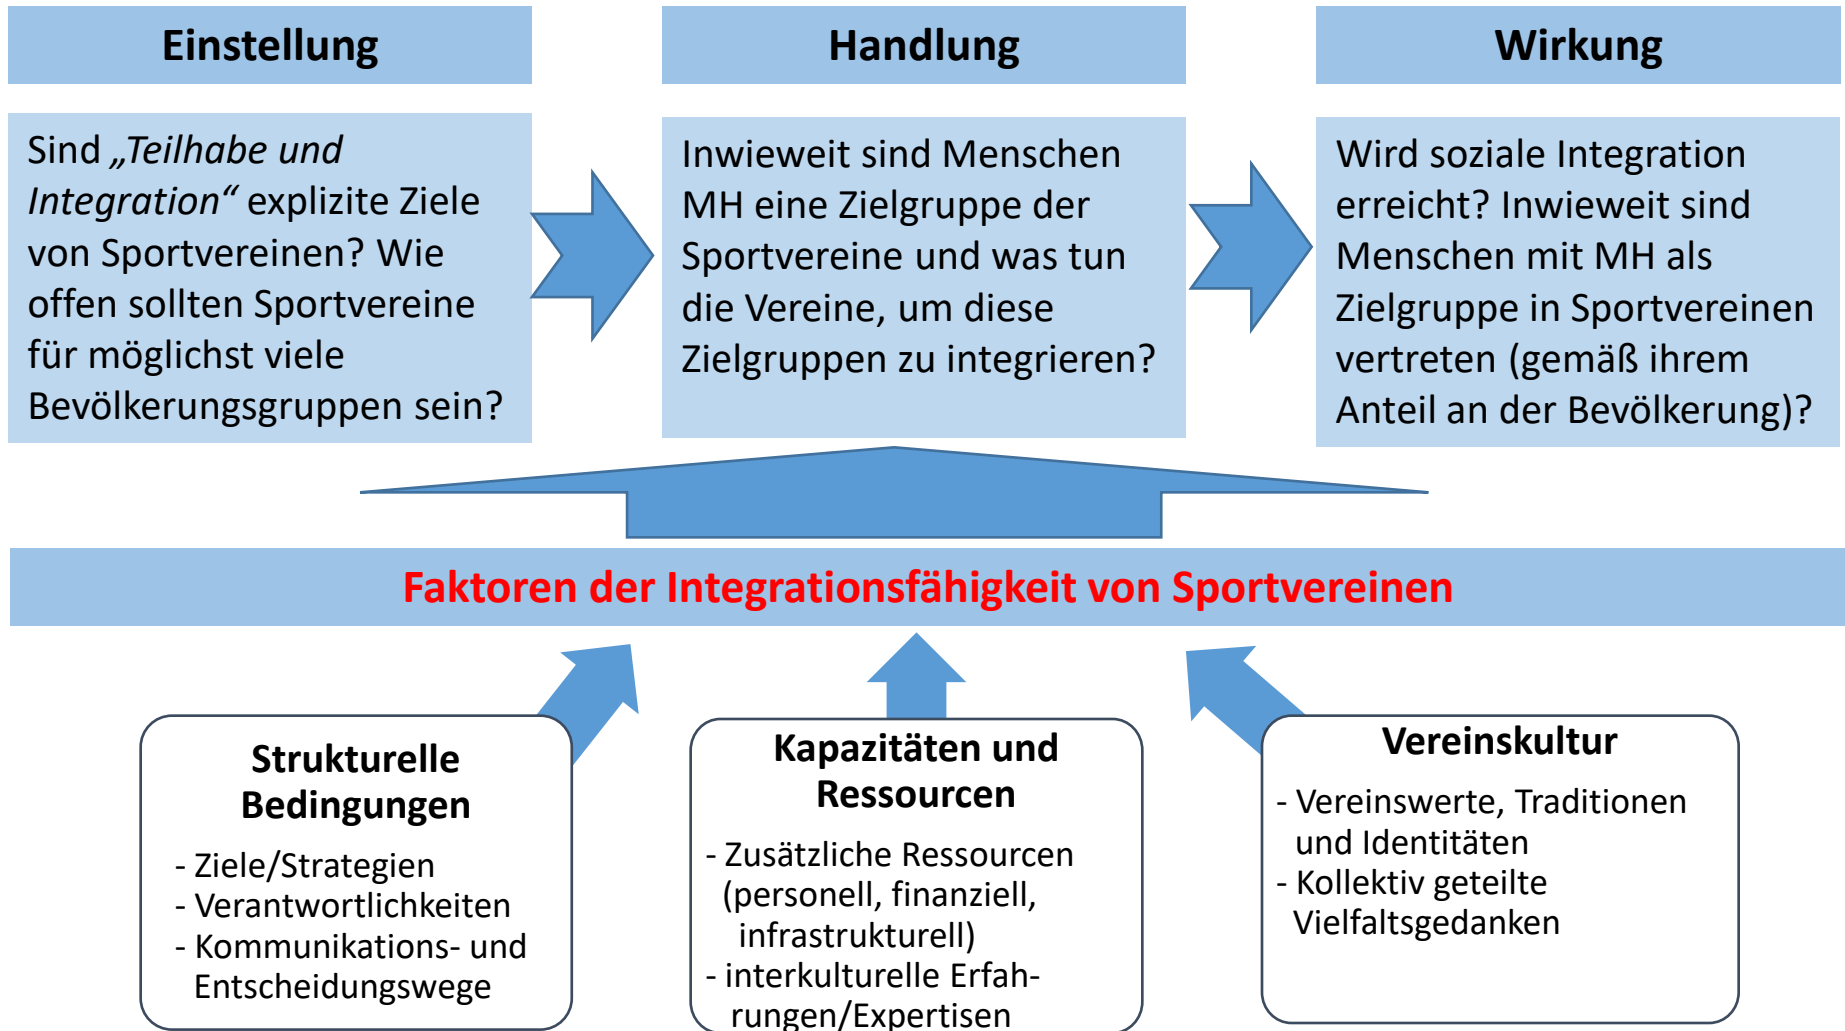 Einstellung
Sind „Teilhabe und
Integration“ explizite Ziele
von Sportvereinen? Wie
offen sollten Sportvereine
für möglichst viele
Bevölkerungsgruppen sein?
Handlung
Inwieweit sind Menschen
MH eine Zielgruppe der
Sportvereine und was tun
die Vereine, um diese
Zielgruppen zu integrieren?
Wirkung
Wird soziale Integration
erreicht? Inwieweit sind
Menschen mit MH als
Zielgruppe in Sportvereinen
vertreten (gemäß ihrem
Anteil an der Bevölkerung)?
Faktoren der Integrationsfähigkeit von Sportvereinen
Strukturelle
Bedingungen
- Ziele/Strategien
- Verantwortlichkeiten
- Kommunikations- und
Entscheidungswege
Kapazitäten und
Ressourcen
- Zusätzliche Ressourcen
(personell, finanziell,
infrastrukturell)
- interkulturelle Erfah-
rungen/Expertisen
Vereinskultur
- Vereinswerte, Traditionen
und Identitäten
- Kollektiv geteilte
Vielfaltsgedanken